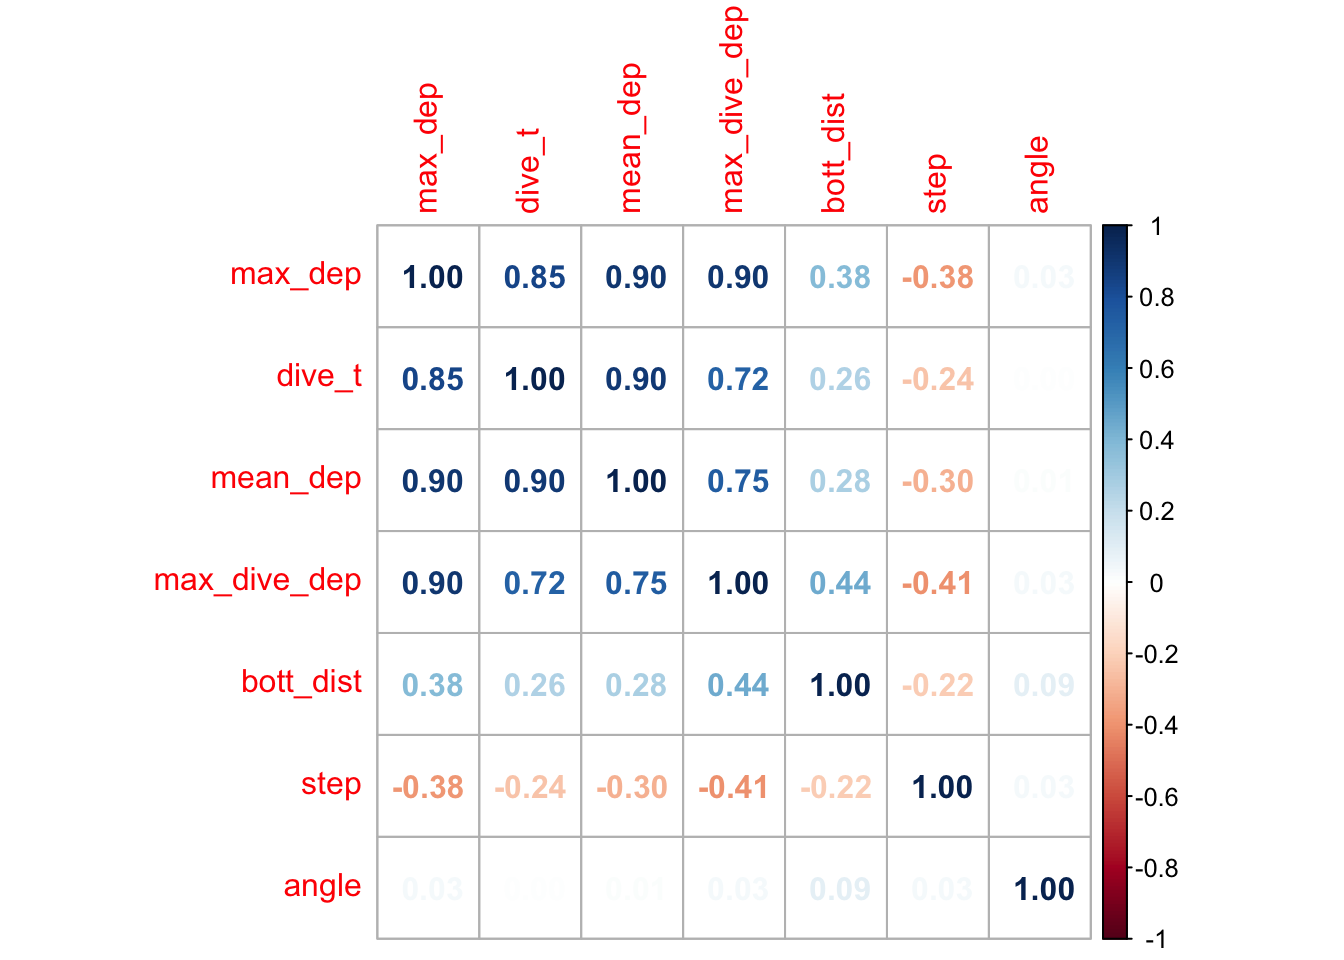 max_dep dive_t mean_dep max_dive_dep bott_dist step angle
max_dep 1.00 0.85 0.90 0.90 0.38 -0.38 0.03 1
0.8
dive_t 0.85 1.00 0.90 0.72 0.26 -0.24 0.6
mean_dep 0.90 0.90 1.00 0.75 0.28 -0.30 0.01 0.4
0.2
max_dive_dep 0.90 0.72 0.75 1.00 0.44 -0.41 0.03 0
bott_dist 0.38 0.26 0.28 0.44 1.00 -0.22 0.09 -0.2
-0.4
step -0.38 -0.24 -0.30 -0.41 -0.22 1.00 0.03 -0.6
-0.8
angle 0.03 0.01 0.03 0.09 0.03 1.00 -1